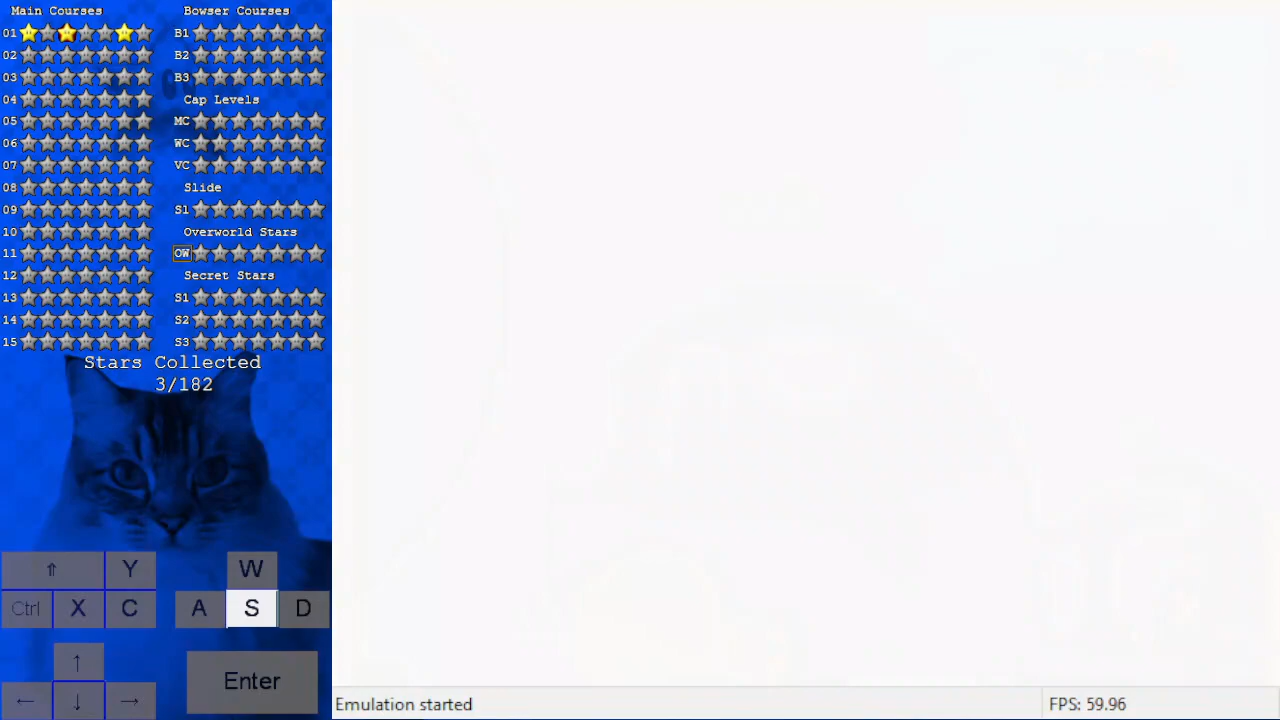 Main Courses Bowser Courses
01 B1
02 B2
03 B3
04 Cap Levels
05 MC
06 WC
07 VC
08 Slide
09 S1
10 Overworld Stars
11 OW
12 Secret Stars
13 S1
14 S2
15 S3
Stars Collected
3/182
⇑ Y W
Ctrl X C A S D
↑
Enter
← ↓ →
Emulation started FPS: 59.96